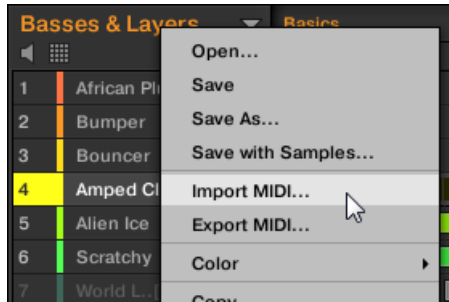 Basses & Layers
Basics
1 African Pl
2 Bumper
3 Bouncer
4 Amped Cl
5 Alien Ice
6 Scratchy
7 World L..
Open...
Save
Save As...
Save with Samples...
Import MIDI...
Export MIDI...
Color
Copy